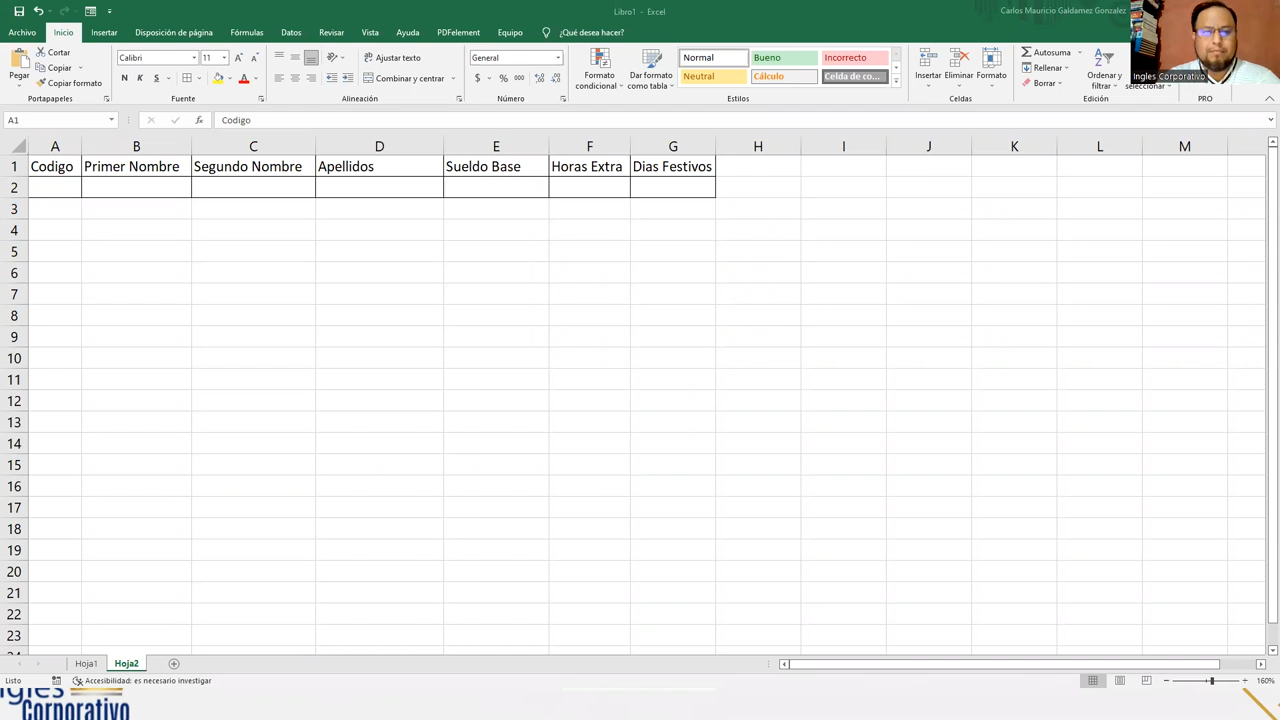 Libro1 - Excel
Carlos Mauricio Galdamez Gonzalez
Archivo Inicio Insertar Disposición de página Fórmulas Datos Revisar Vista Ayuda PDFelement Equipo ¿Qué desea hacer?
Pegar
Cortar
Copiar
Copiar formato
Portapapeles
Calibri 11
N K S
Fuente
Ajustar texto
Combinar y centrar
Alineación
General
$ % 000
Número
Formato condicional
Dar formato como tabla
Normal Bueno Incorrecto
Neutral Cálculo Celda de co...
Estilos
Insertar Eliminar Formato
Celdas
Autosuma
Rellenar
Borrar
Ordenar y filtrar
seleccionar
Edición
PRO
Ingles Corporativo
A1 fx Codigo
A B C D E F G H I J K L M
1 Codigo Primer Nombre Segundo Nombre Apellidos Sueldo Base Horas Extra Dias Festivos
2
3
4
5
6
7
8
9
10
11
12
13
14
15
16
17
18
19
20
21
22
23
Hoja1 Hoja2
Listo Accesibilidad: es necesario investigar 160%
Ingles
Corporativo